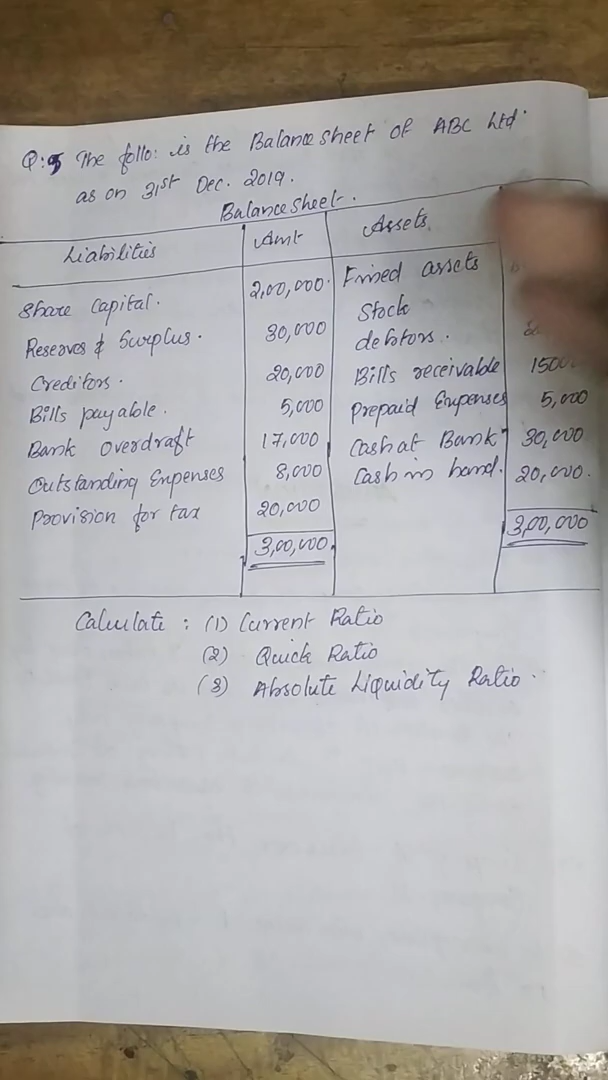 Q:5 The follo: is the Balance sheet of ABC Ltd.
as on 31st Dec. 2019.
Balance sheet.
Liabilities Amt Assets.
Share Capital. 2,00,000. Fixed assets
Reserves & Surplus. 30,000 Stock
Creditors. 20,000 debtors.
Bills payable. 5,000 Bills receivable 1500
Bank Overdraft 17,000 Prepaid Expenses 5,000
Outstanding Expenses 8,000 Cash at Bank 30,000
Provision for tax 20,000 Cash in hand. 20,000.
3,00,000. 3,00,000
Calculate : (1) Current Ratio
(2) Quick Ratio
(3) Absolute Liquidity Ratio.